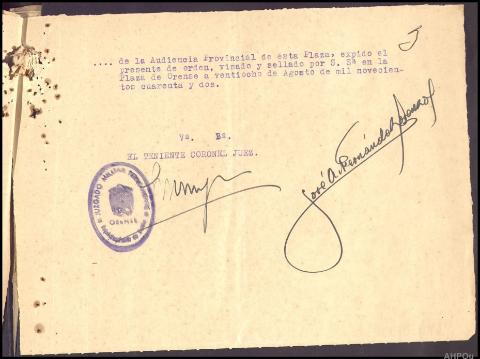 .... de la Audiencia Provincial de esta Plaza, expido el
presente de orden, visado y sellado por S. Sª en la
Plaza de Orense a ventiocho de Agosto de mil novecien-
tos cuarenta y dos.
Vº. Bº.
EL TENIENTE CORONEL JUEZ.
José A. Fernández
JUZGADO MILITAR
ORENSE
AHPOu